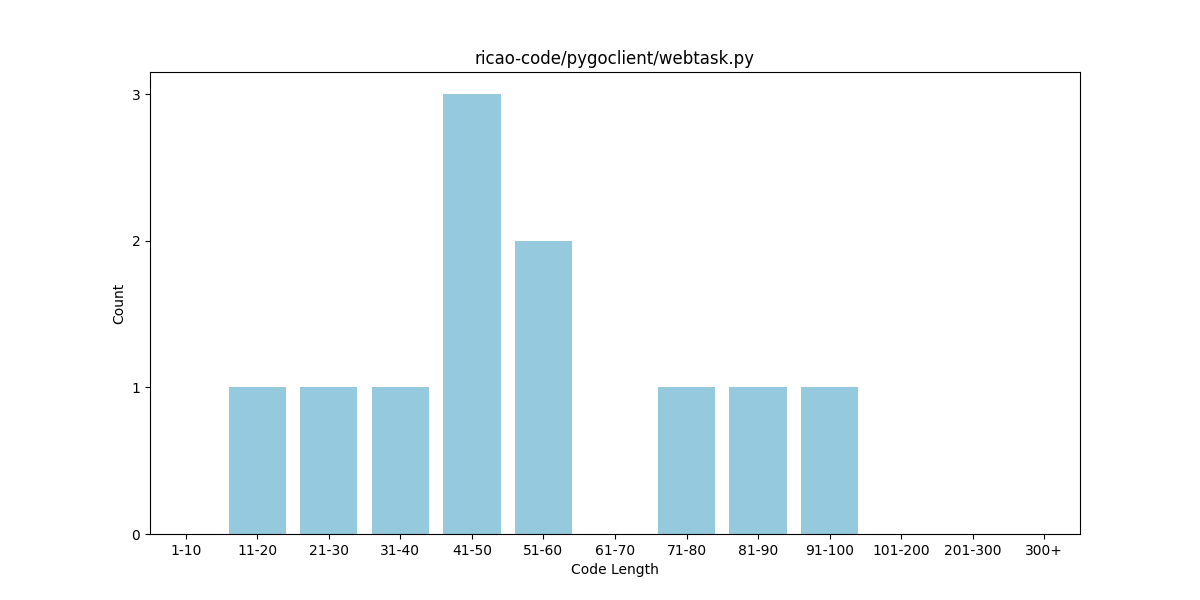 ricao-code/pygoclient/webtask.py
3
2
1
0
Count
1-10 11-20 21-30 31-40 41-50 51-60 61-70 71-80 81-90 91-100 101-200 201-300 300+
Code Length